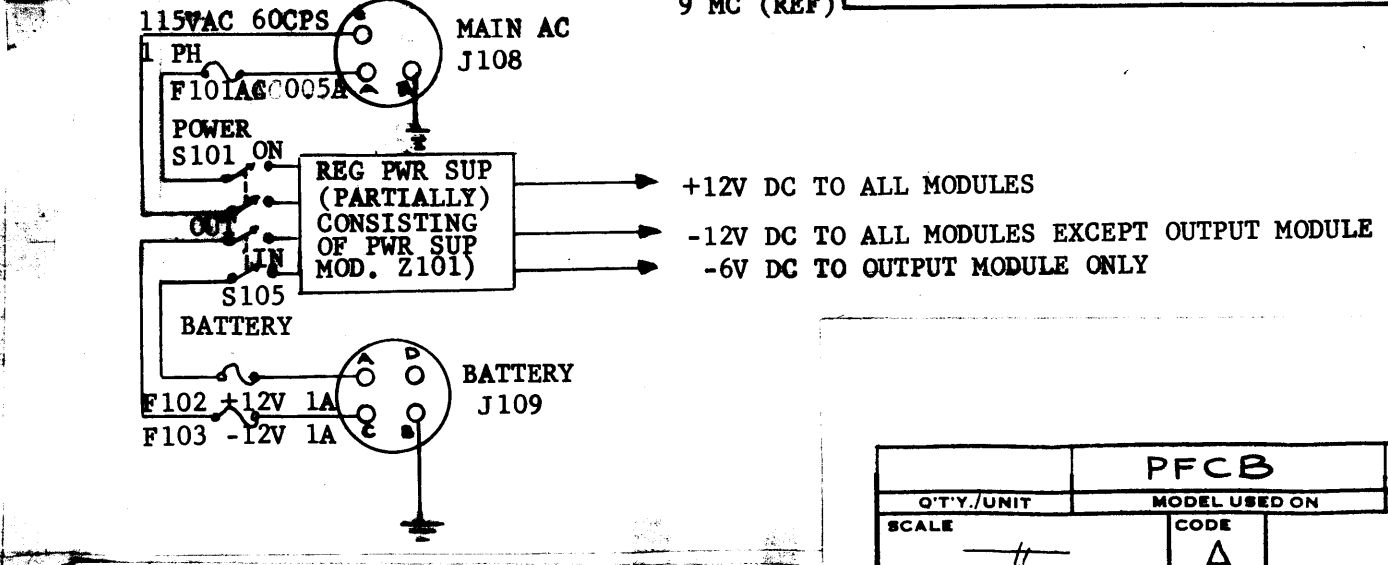 9 MC (REF)
115VAC 60CPS
1 PH
MAIN AC
J108
A
F101
POWER
S101 ON
REG PWR SUP
(PARTIALLY)
CONSISTING
OF PWR SUP
MOD. Z101)
+12V DC TO ALL MODULES
OUT
-12V DC TO ALL MODULES EXCEPT OUTPUT MODULE
IN
-6V DC TO OUTPUT MODULE ONLY
S105
BATTERY
A D
BATTERY
J109
F102 +12V 1A
C B
F103 -12V 1A
PFCB
Q'T'Y./UNIT
MODEL USED ON
SCALE
CODE
A